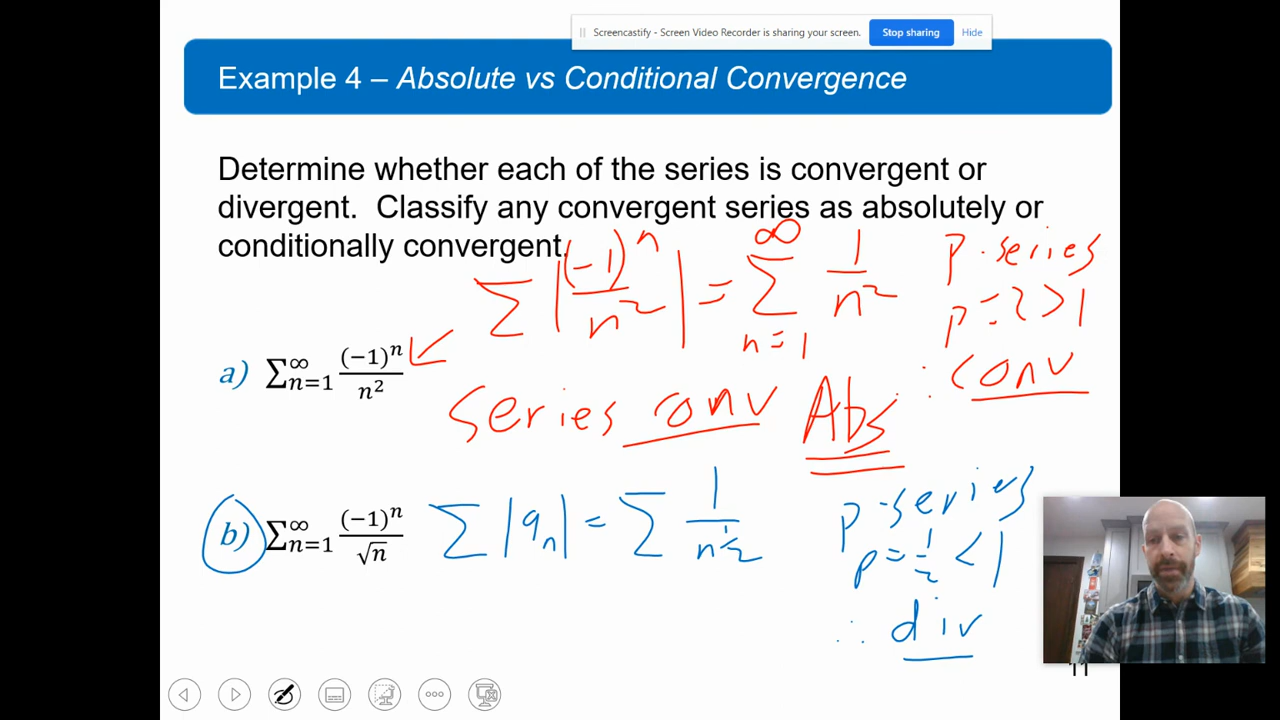 Screencastify - Screen Video Recorder is sharing your screen. Stop sharing Hide
Example 4 – Absolute vs Conditional Convergence
Determine whether each of the series is convergent or
divergent. Classify any convergent series as absolutely or
conditionally convergent.
∑ |(-1)^n / n^2| = ∑_{n=1}^{∞} 1/n^2
p-series
p = 2 > 1
∴ conv
a) ∑_{n=1}^{∞} (−1)^n / n^2
series conv Abs
b) ∑_{n=1}^{∞} (−1)^n / √n
∑ |a_n| = ∑ 1 / n^{1/2}
p-series
p = 1/2 < 1
∴ div
11